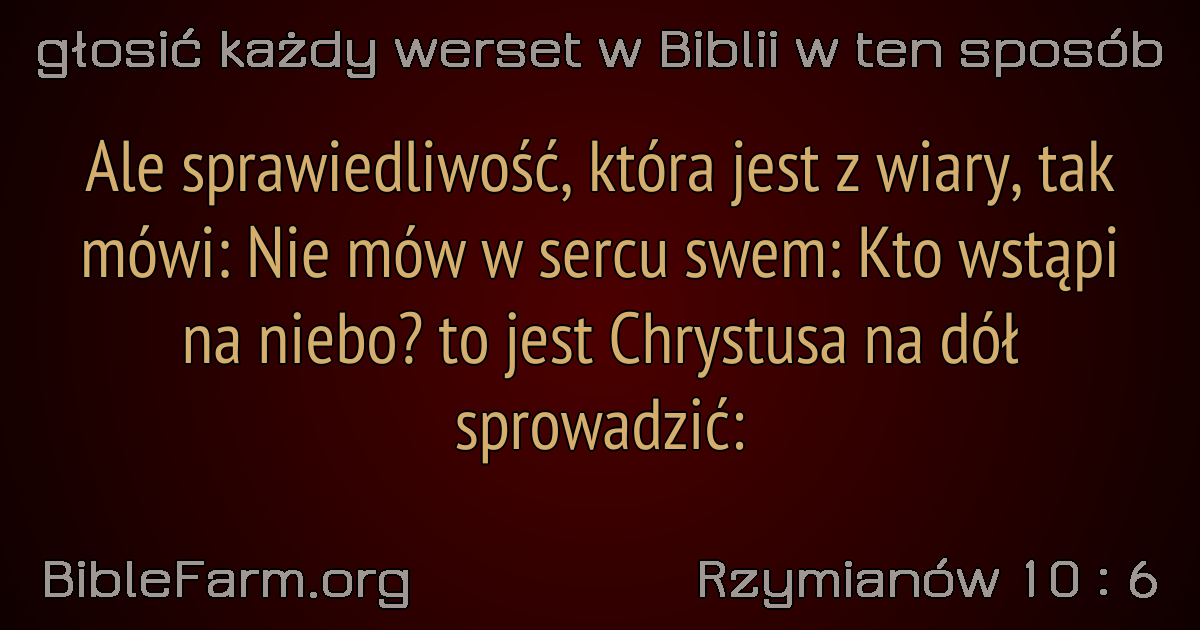 głosić każdy werset w Biblii w ten sposób
Ale sprawiedliwość, która jest z wiary, tak
mówi: Nie mów w sercu swem: Kto wstąpi
na niebo? to jest Chrystusa na dół
sprowadzić:
BibleFarm.org
Rzymianów 10 : 6